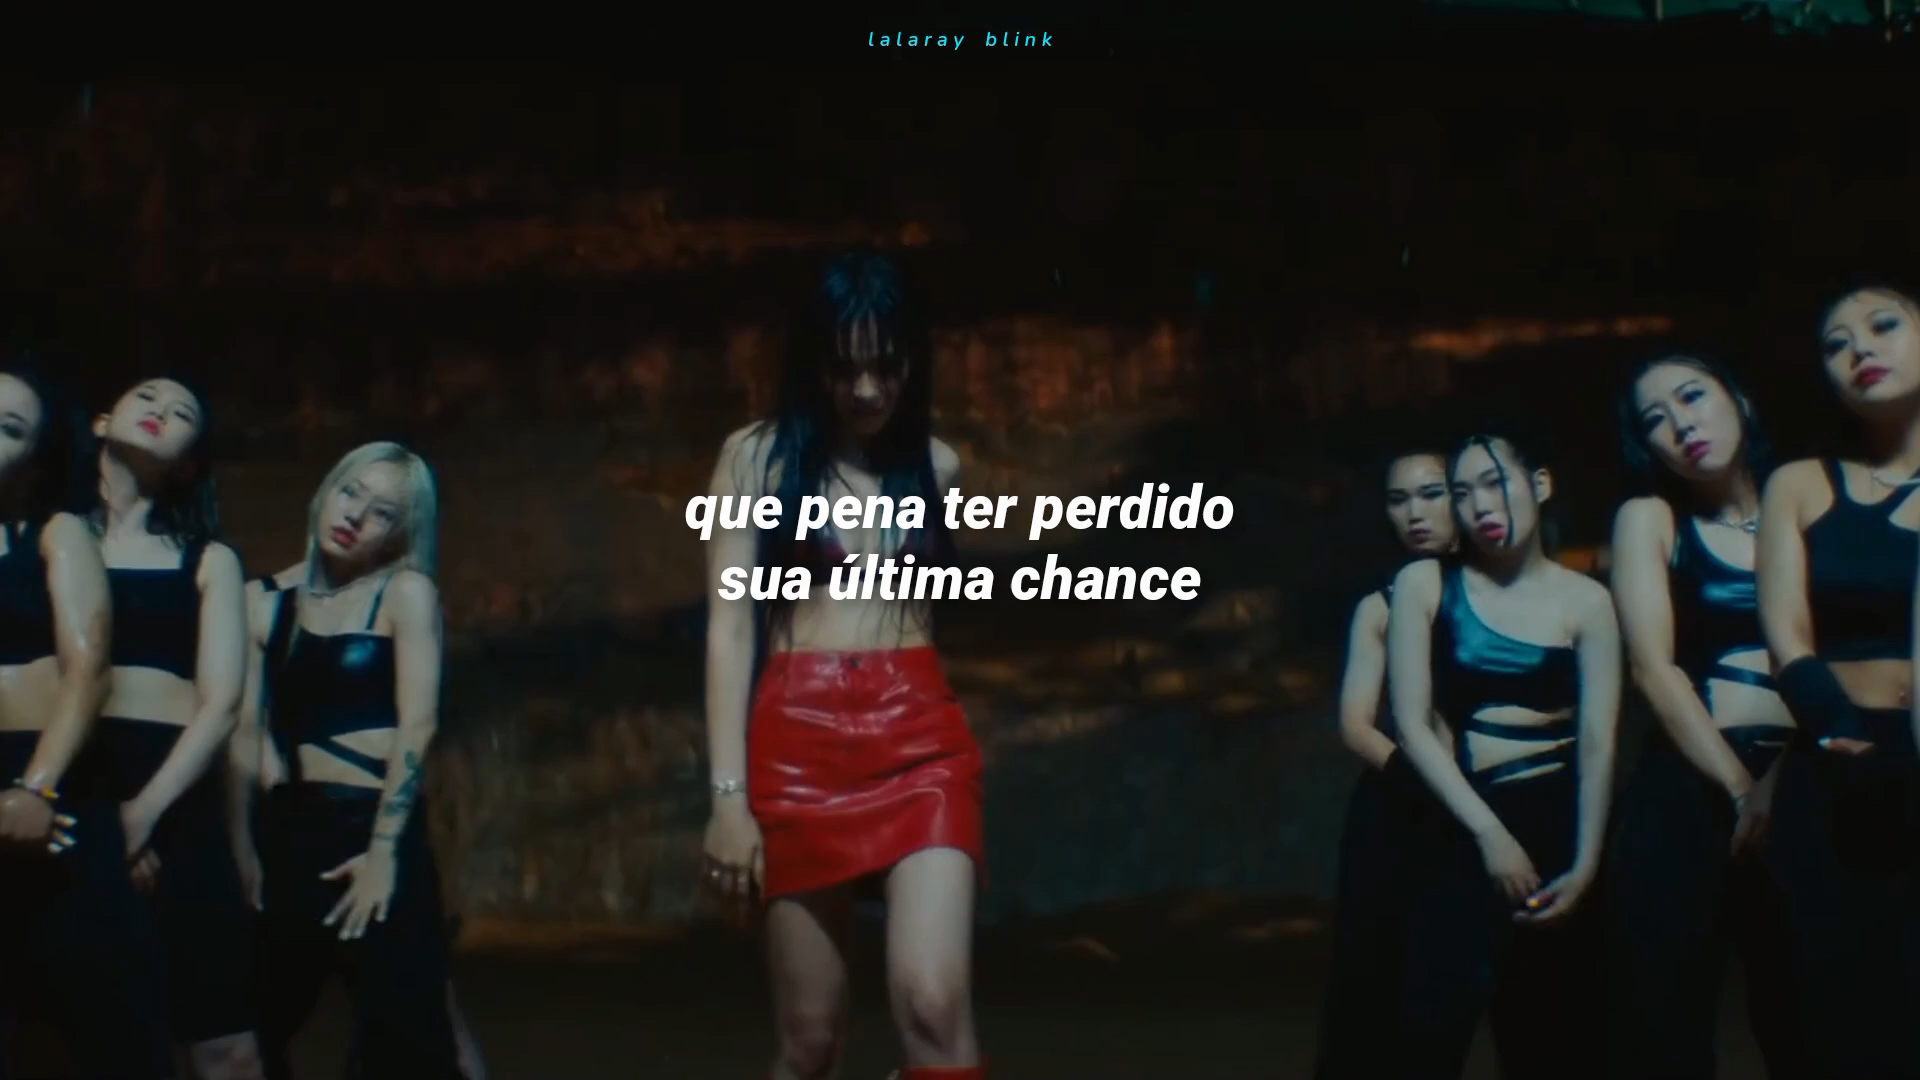 lalaray blink
que pena ter perdido
sua última chance